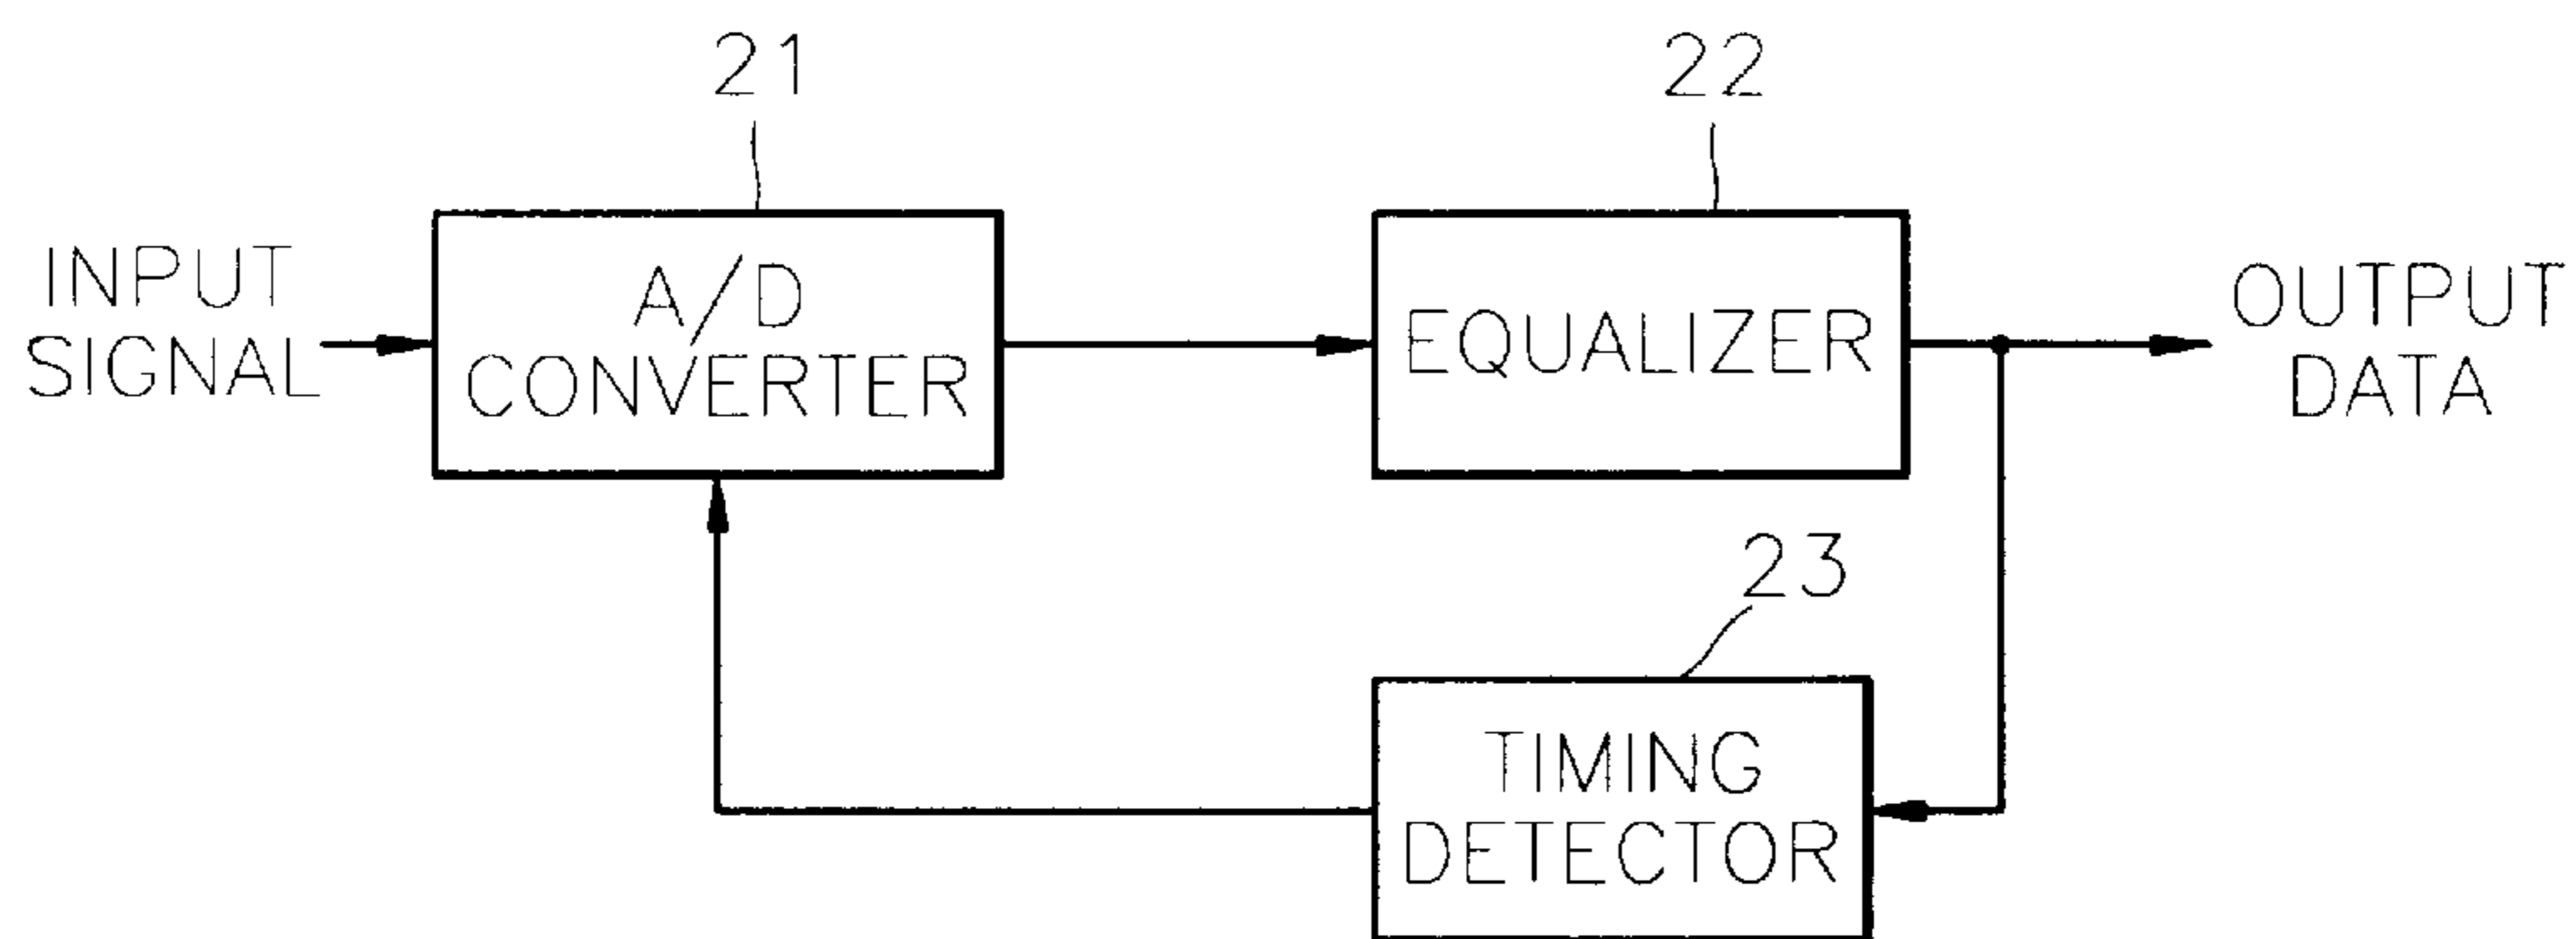 21
22
INPUT
SIGNAL
A/D
CONVERTER
EQUALIZER
OUTPUT
DATA
23
TIMING
DETECTOR